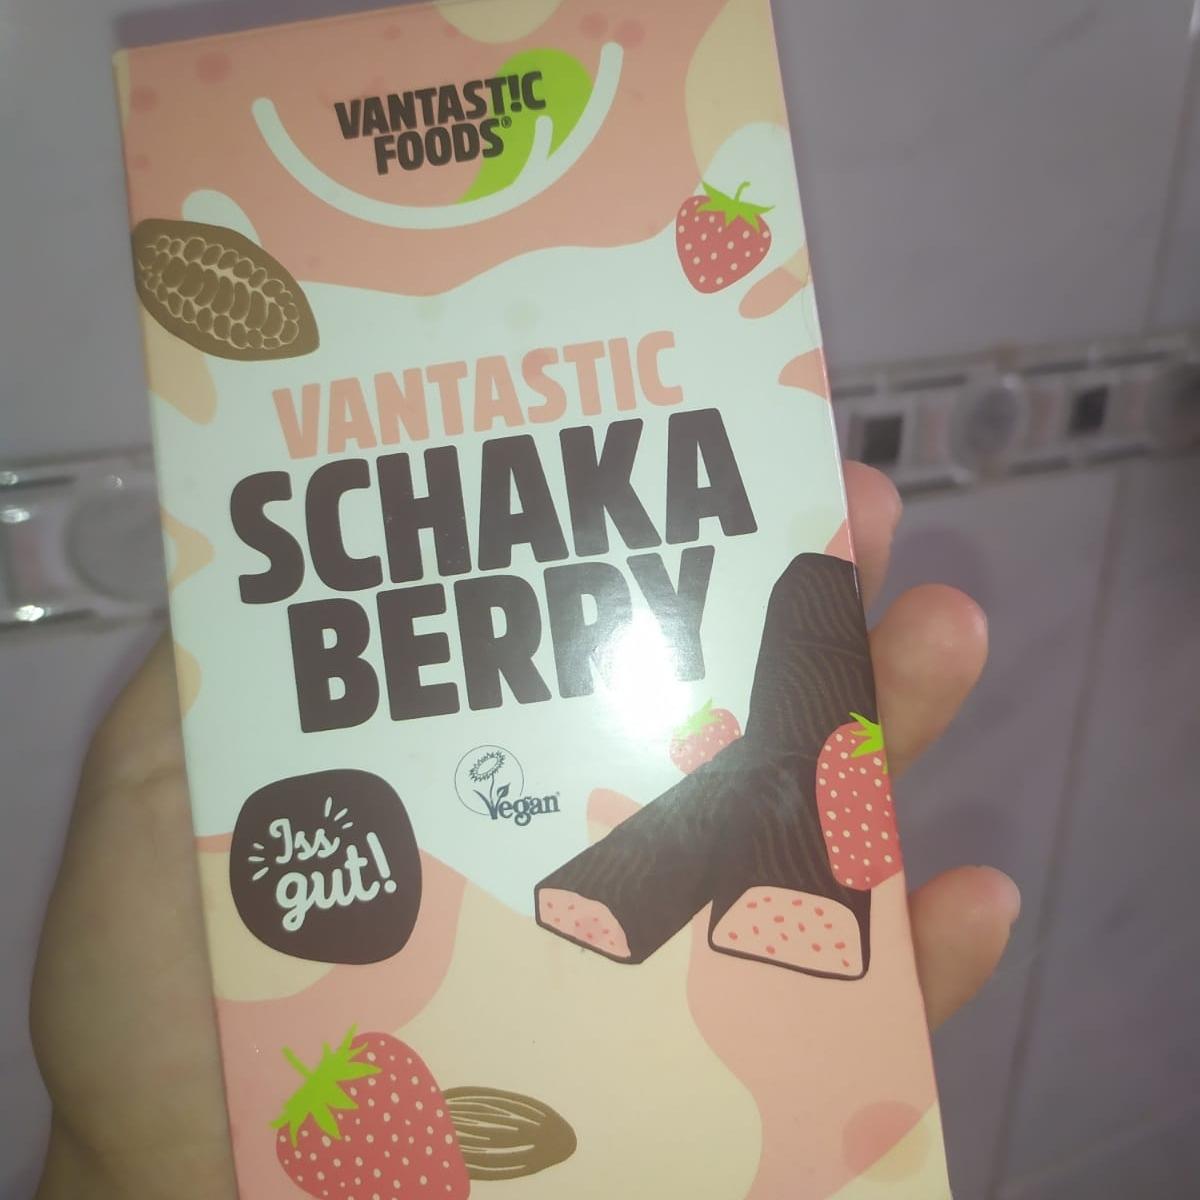 VANTAST!C
FOODS®
VANTASTIC
SCHAKA
BERRY
Vegan
Iss
gut!